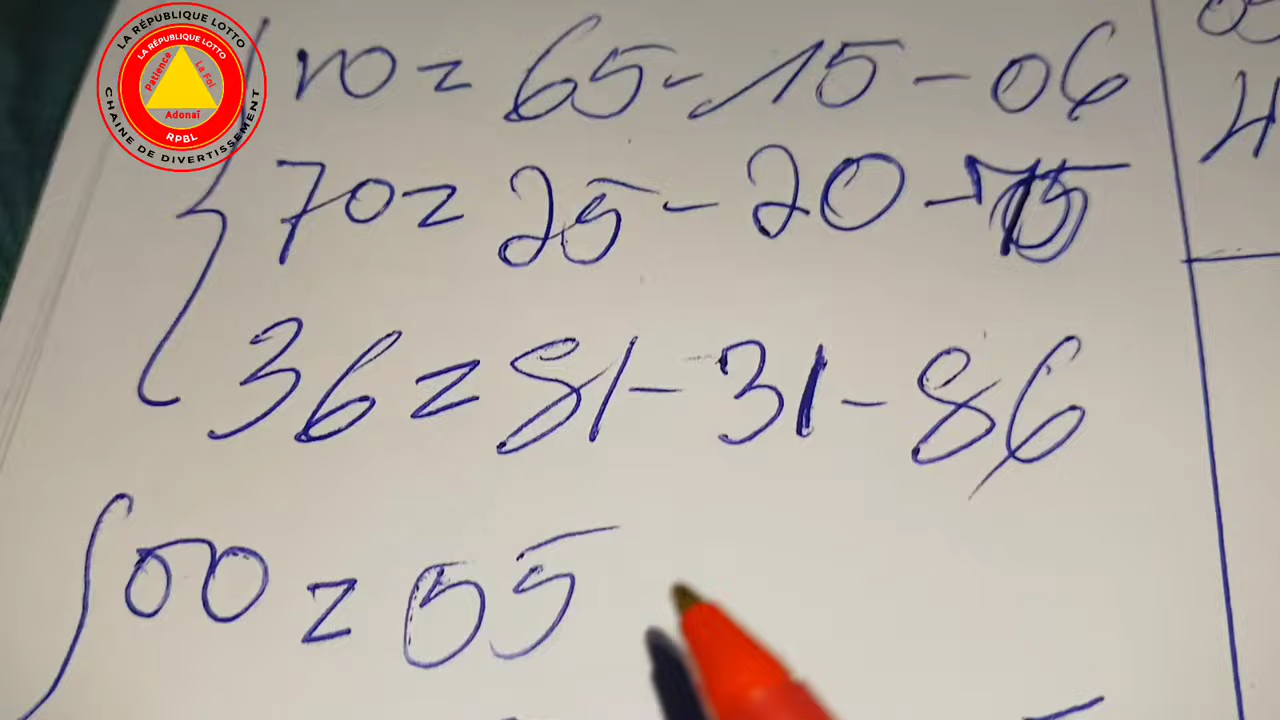 LA RÉPUBLIQUE LOTTO
LA RÉPUBLIQUE LOTTO
Patience
La Foi
Adonaï
RPBL
CHAINE DE DIVERTISSEMENT
10 = 65 - 15 - 06
70 = 25 - 20 - 75
36 = 81 - 31 - 86
00 = 55